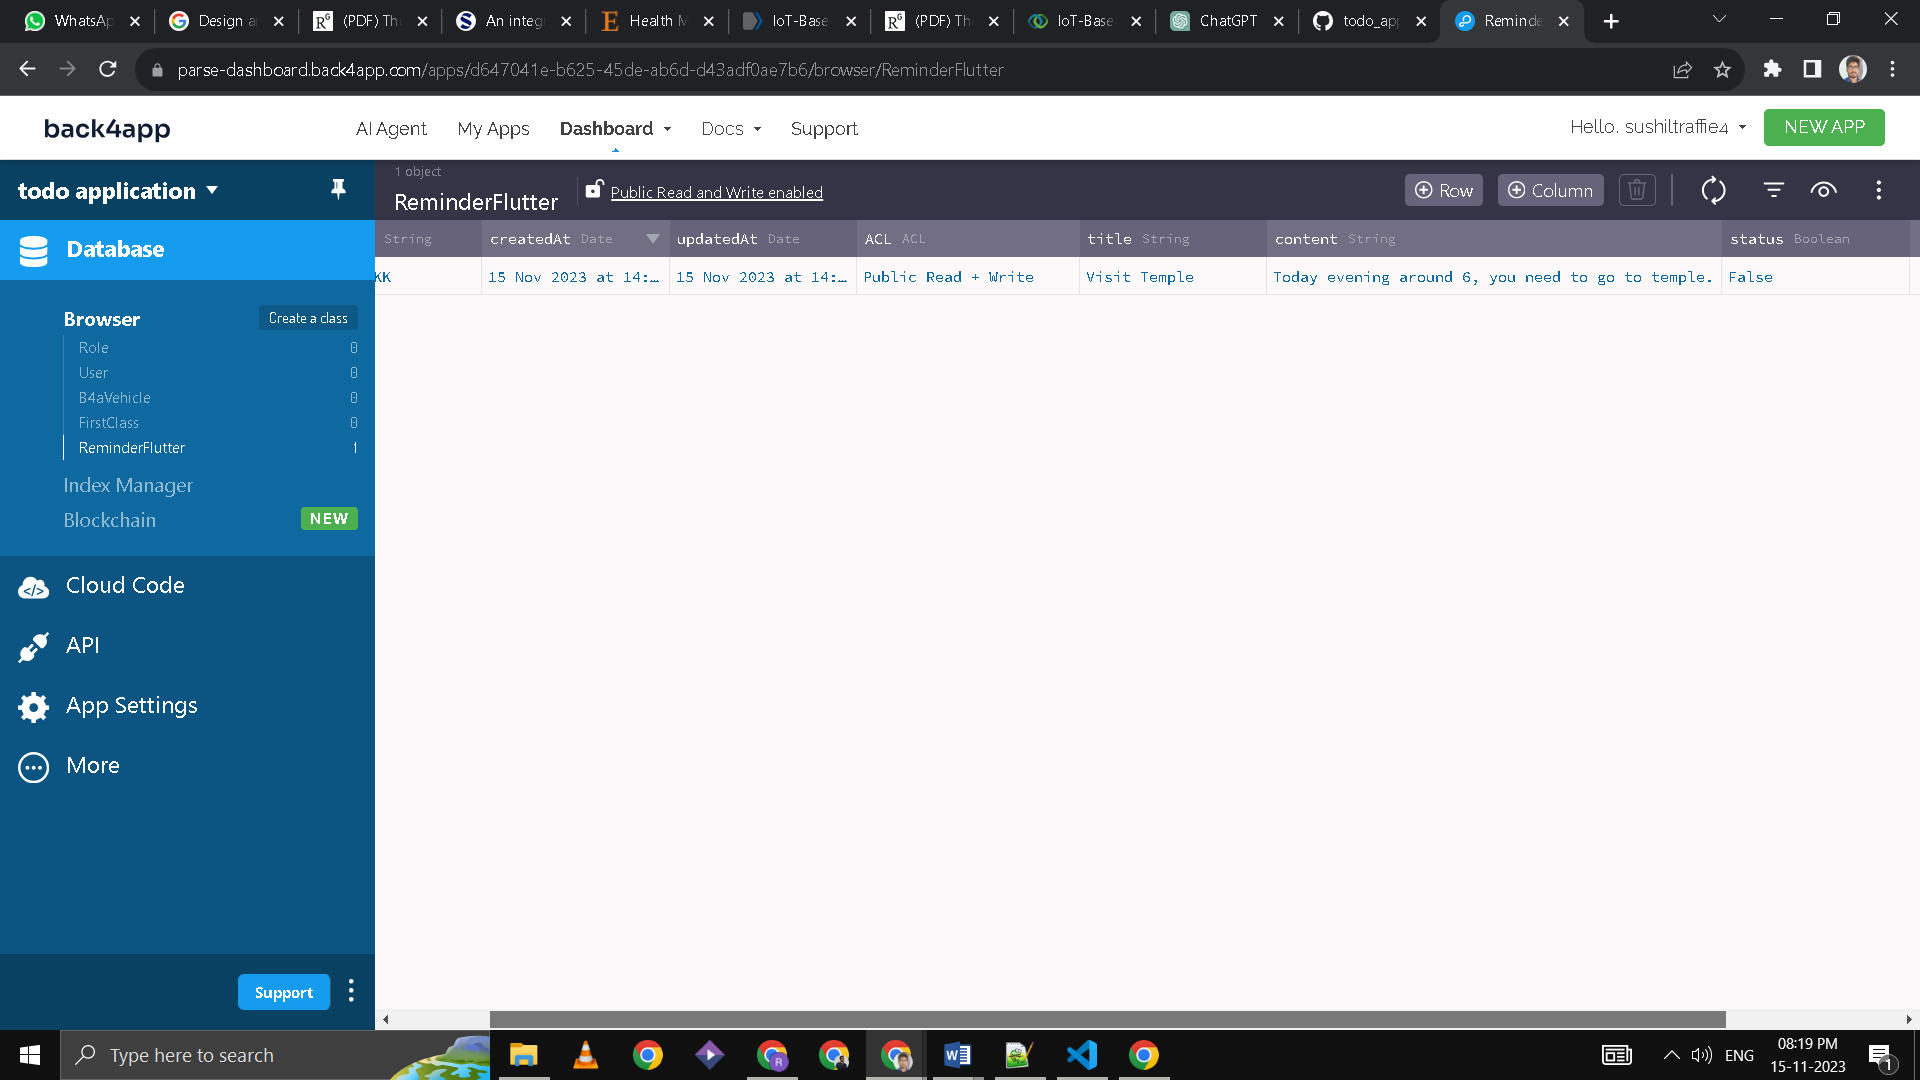 WhatsAp
Design a
(PDF) Th
An integ
Health M
IoT-Base
(PDF) Th
IoT-Base
ChatGPT
todo_ap
Reminde
parse-dashboard.back4app.com/apps/d647041e-b625-45de-ab6d-d43adf0ae7b6/browser/ReminderFlutter
back4app
AI Agent
My Apps
Dashboard
Docs
Support
Hello, sushiltraffie4
NEW APP
todo application
1 object
ReminderFlutter
Public Read and Write enabled
Row
Column
Database
String
createdAt Date
updatedAt Date
ACL ACL
title String
content String
status Boolean
KK
15 Nov 2023 at 14:…
15 Nov 2023 at 14:…
Public Read + Write
Visit Temple
Today evening around 6, you need to go to temple.
False
Browser
Create a class
Role 0
User 0
B4aVehicle 0
FirstClass 0
ReminderFlutter 1
Index Manager
Blockchain
NEW
Cloud Code
API
App Settings
More
Support
Type here to search
ENG
08:19 PM
15-11-2023
1